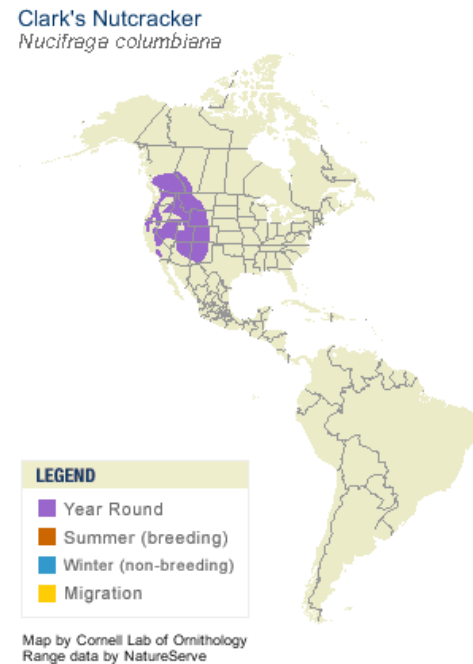 Clark's Nutcracker
Nucifraga columbiana
LEGEND
Year Round
Summer (breeding)
Winter (non-breeding)
Migration
Map by Cornell Lab of Ornithology
Range data by NatureServe